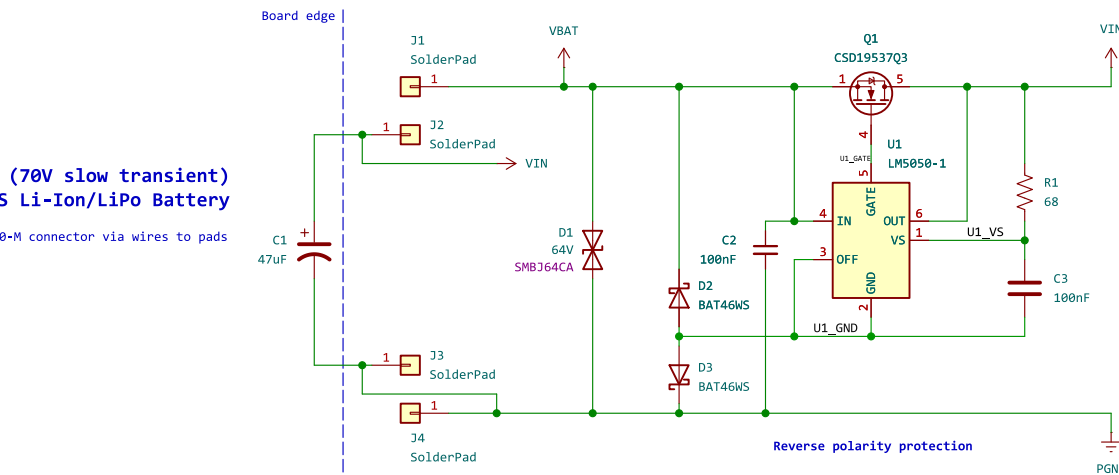 Board edge
J1
SolderPad
1
VBAT
Q1
CSD19537Q3
1
5
4
VIN
1
J2
SolderPad
VIN
(70V slow transient)
Li-Ion/LiPo Battery
connector via wires to pads
C1
47uF
+
D1
64V
SMBJ64CA
U1_GATE
U1
LM5050-1
5
GATE
4
IN
OUT
6
VS
1
3
OFF
GND
2
U1_VS
R1
68
C2
100nF
D2
BAT46WS
C3
100nF
U1_GND
1
J3
SolderPad
D3
BAT46WS
1
J4
SolderPad
Reverse polarity protection